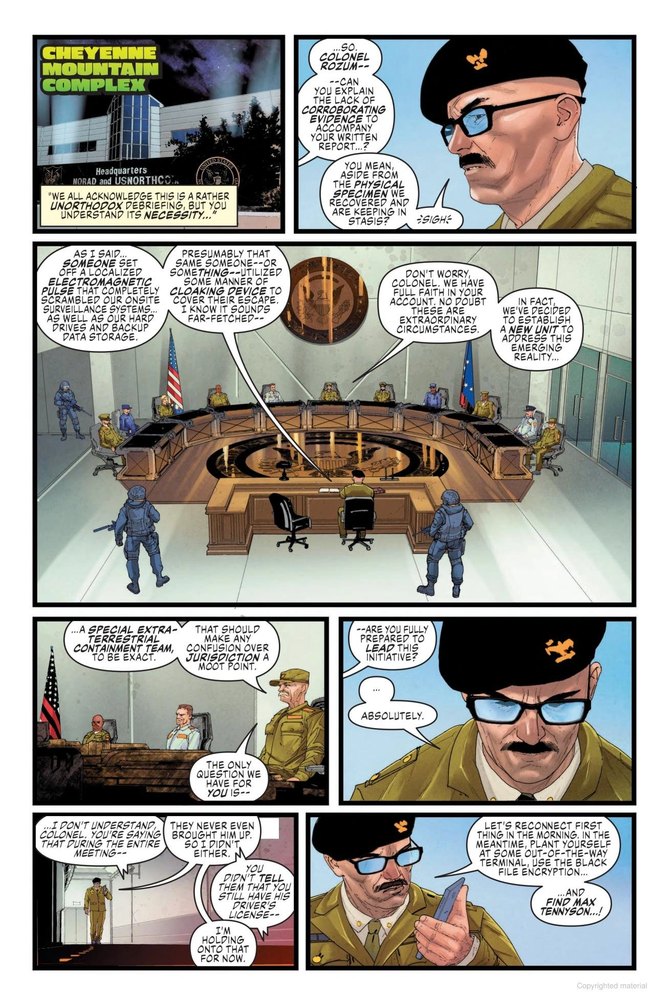 CHEYENNE
MOUNTAIN
COMPLEX
Headquarters
NORAD and USNORTHCOM
"WE ALL ACKNOWLEDGE THIS IS A RATHER
UNORTHODOX DEBRIEFING, BUT YOU
UNDERSTAND ITS NECESSITY..."
...SO.
COLONEL
ROZUM--
--CAN
YOU EXPLAIN
THE LACK OF
CORROBORATING
EVIDENCE TO
ACCOMPANY
YOUR WRITTEN
REPORT...?
YOU MEAN,
ASIDE FROM
THE PHYSICAL
SPECIMEN WE
RECOVERED AND
ARE KEEPING IN
STASIS?
<SIGH>
AS I SAID...
SOMEONE SET
OFF A LOCALIZED
ELECTROMAGNETIC
PULSE THAT COMPLETELY
SCRAMBLED OUR ONSITE
SURVEILLANCE SYSTEMS...
AS WELL AS OUR HARD
DRIVES AND BACKUP
DATA STORAGE.
PRESUMABLY THAT
SAME SOMEONE--OR
SOMETHING--UTILIZED
SOME MANNER OF
CLOAKING DEVICE TO
COVER THEIR ESCAPE.
I KNOW IT SOUNDS
FAR-FETCHED--
DON'T WORRY,
COLONEL. WE HAVE
FULL FAITH IN YOUR
ACCOUNT. NO DOUBT
THESE ARE
EXTRAORDINARY
CIRCUMSTANCES.
IN FACT,
WE'VE DECIDED
TO ESTABLISH
A NEW UNIT TO
ADDRESS THIS
EMERGING
REALITY...
...A SPECIAL EXTRA-
TERRESTRIAL
CONTAINMENT TEAM,
TO BE EXACT.
THAT SHOULD
MAKE ANY
CONFUSION OVER
JURISDICTION A
MOOT POINT.
THE ONLY
QUESTION WE
HAVE FOR
YOU IS--
--ARE YOU FULLY
PREPARED TO
LEAD THIS
INITIATIVE?
...
ABSOLUTELY.
...I DON'T UNDERSTAND,
COLONEL. YOU'RE SAYING
THAT DURING THE ENTIRE
MEETING--
THEY NEVER EVEN
BROUGHT HIM UP.
SO I DIDN'T
EITHER.
YOU
DIDN'T TELL
THEM THAT YOU
STILL HAVE HIS
DRIVER'S
LICENSE--
I'M
HOLDING
ONTO THAT
FOR NOW.
LET'S RECONNECT FIRST
THING IN THE MORNING. IN THE
MEANTIME, PLANT YOURSELF
AT SOME OUT-OF-THE-WAY
TERMINAL, USE THE BLACK
FILE ENCRYPTION...
...AND
FIND MAX
TENNYSON...!
Copyrighted material